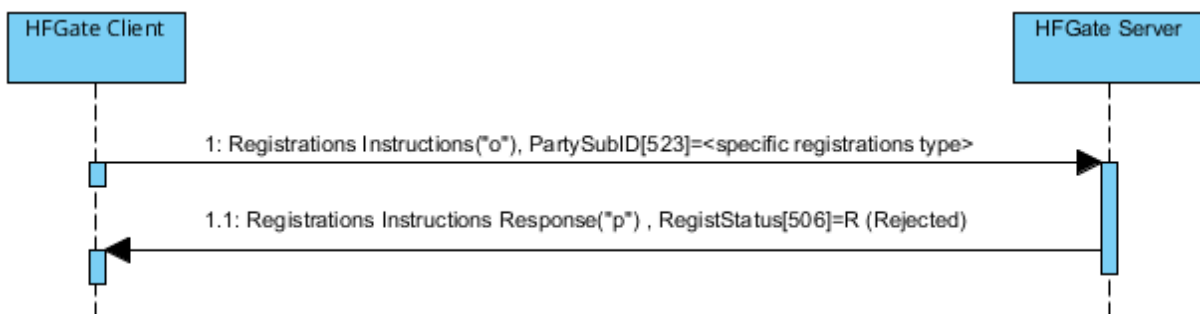 HFGate Client
HFGate Server
1: Registrations Instructions("o"), PartySubID[523]=<specific registrations type>
1.1: Registrations Instructions Response("p") , RegistStatus[506]=R (Rejected)